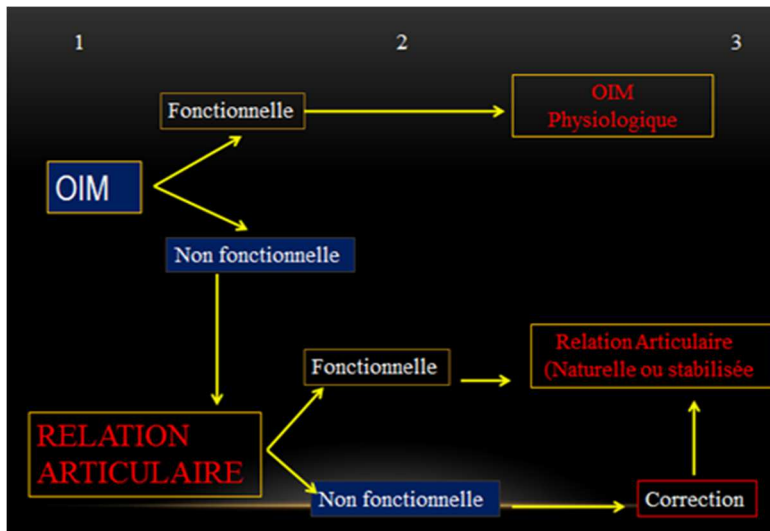 1 2 3
Fonctionnelle
OIM
Physiologique
OIM
Non fonctionnelle
Fonctionnelle
Relation Articulaire
(Naturelle ou stabilisée
RELATION
ARTICULAIRE
Non fonctionnelle
Correction